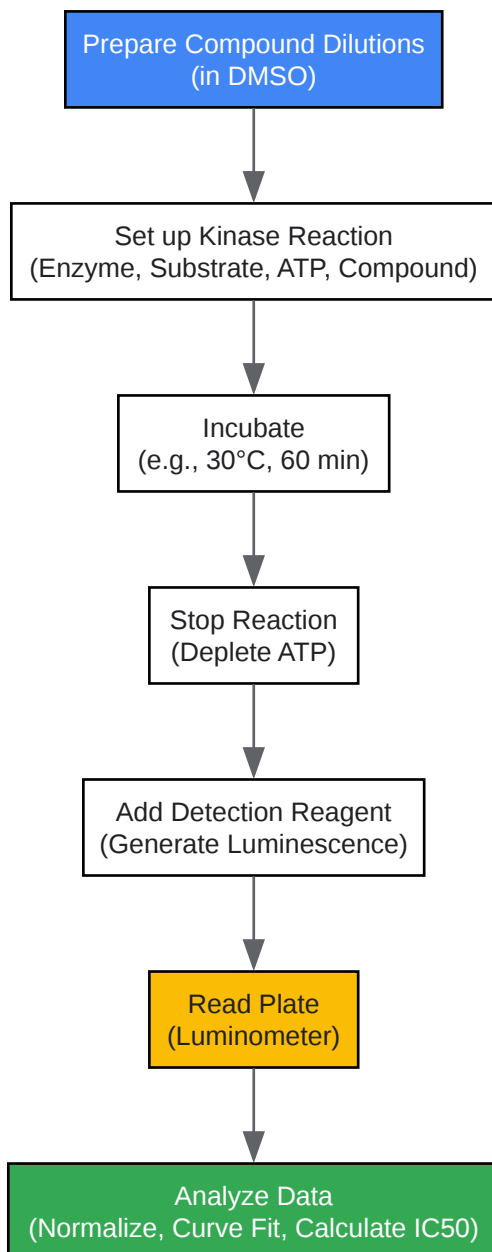 Prepare Compound Dilutions
(in DMSO)
Set up Kinase Reaction
(Enzyme, Substrate, ATP, Compound)
Incubate
(e.g., 30°C, 60 min)
Stop Reaction
(Deplete ATP)
Add Detection Reagent
(Generate Luminescence)
Read Plate
(Luminometer)
Analyze Data
(Normalize, Curve Fit, Calculate IC50)